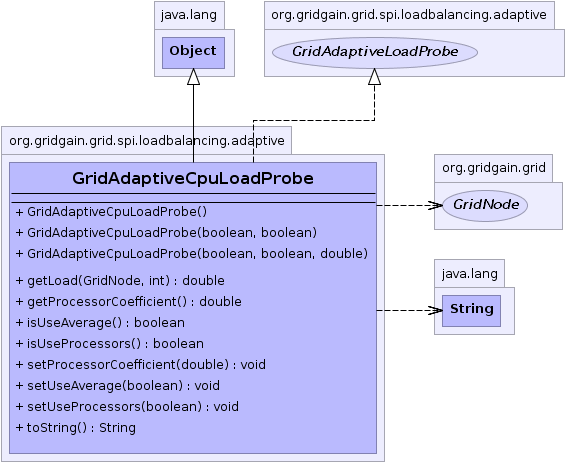 java.lang
Object
org.gridgain.grid.spi.loadbalancing.adaptive
GridAdaptiveLoadProbe
org.gridgain.grid.spi.loadbalancing.adaptive
GridAdaptiveCpuLoadProbe
+ GridAdaptiveCpuLoadProbe()
+ GridAdaptiveCpuLoadProbe(boolean, boolean)
+ GridAdaptiveCpuLoadProbe(boolean, boolean, double)
+ getLoad(GridNode, int) : double
+ getProcessorCoefficient() : double
+ isUseAverage() : boolean
+ isUseProcessors() : boolean
+ setProcessorCoefficient(double) : void
+ setUseAverage(boolean) : void
+ setUseProcessors(boolean) : void
+ toString() : String
org.gridgain.grid
GridNode
java.lang
String